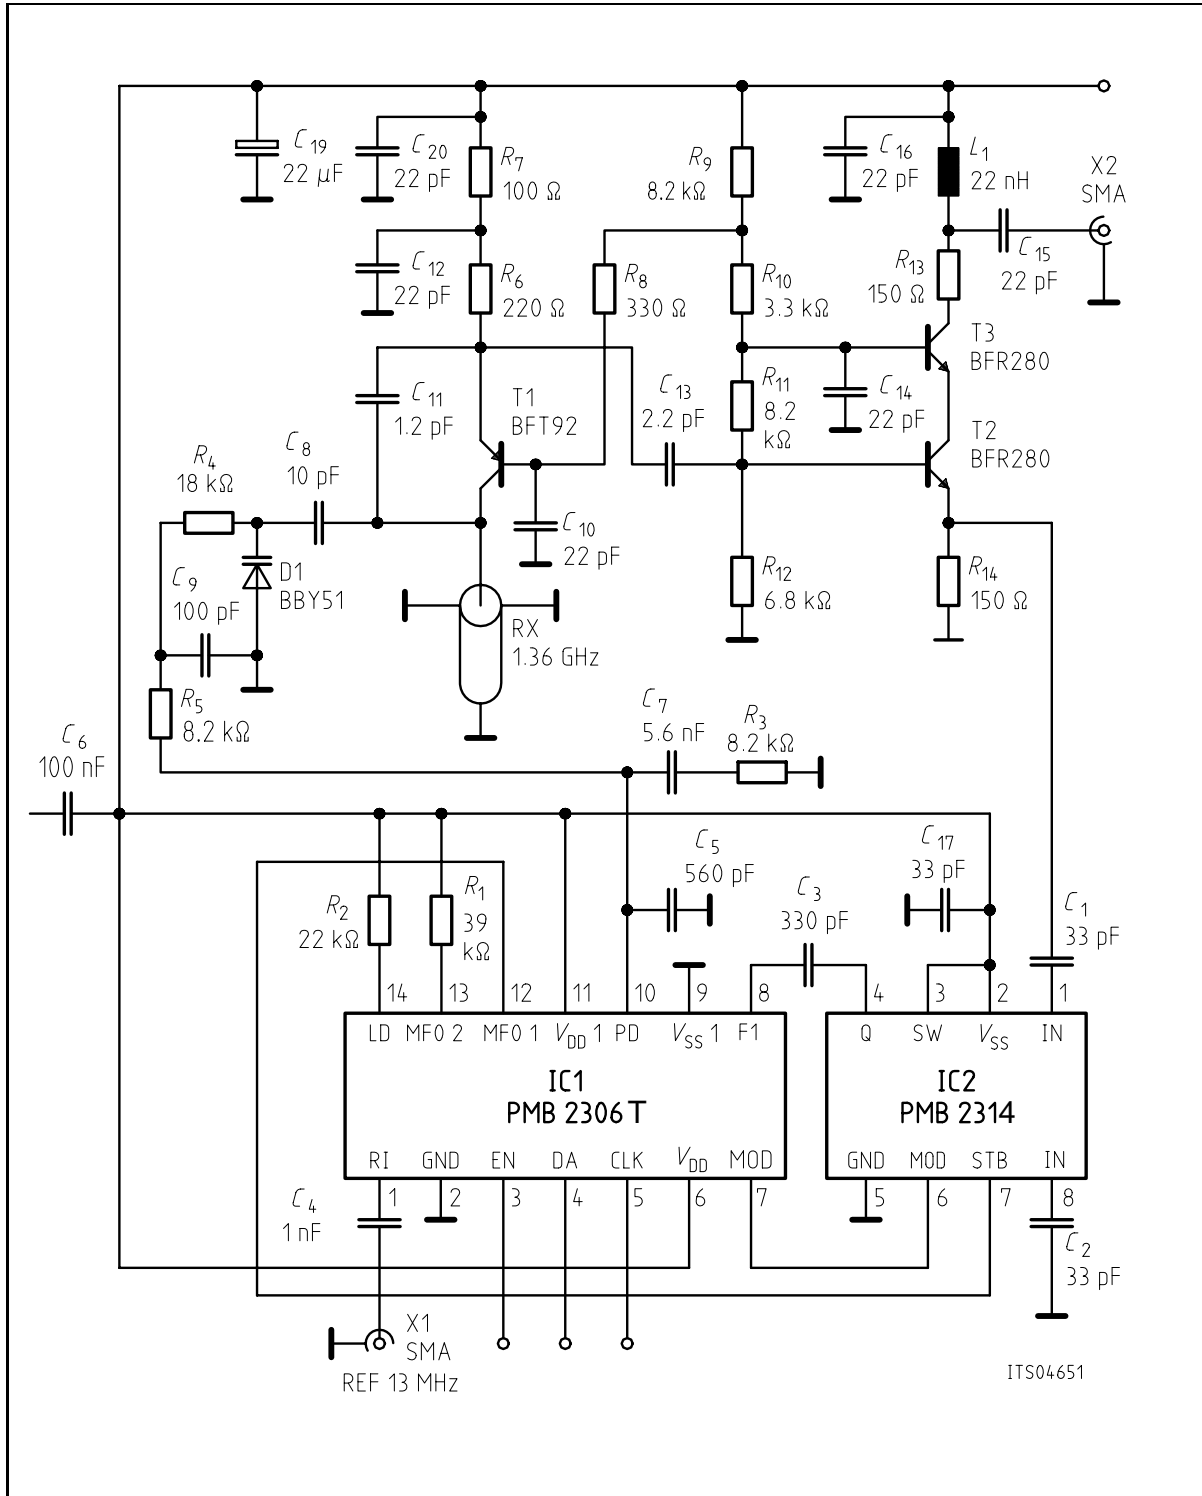 C19
22 µF
C20
22 pF
R7
100 Ω
R9
8.2 kΩ
C16
22 pF
L1
22 nH
X2
SMA
C12
22 pF
R6
220 Ω
R8
330 Ω
R10
3.3 kΩ
R13
150 Ω
C15
22 pF
C11
1.2 pF
T1
BFT92
C13
2.2 pF
R11
8.2
kΩ
C14
22 pF
T3
BFR280
T2
BFR280
R4
18 kΩ
C8
10 pF
C10
22 pF
C9
100 pF
D1
BBY51
R12
6.8 kΩ
R14
150 Ω
RX
1.36 GHz
R5
8.2 kΩ
C6
100 nF
C7
5.6 nF
R3
8.2 kΩ
C5
560 pF
C17
33 pF
R2
22 kΩ
R1
39
kΩ
C3
330 pF
C1
33 pF
14 13 12 11 10 9 8
4 3 2 1
LD MFO 2 MFO 1 VDD 1 PD VSS 1 F1
Q SW VSS IN
IC1
PMB 2306 T
IC2
PMB 2314
RI GND EN DA CLK VDD MOD
GND MOD STB IN
1 2 3 4 5 6 7
5 6 7 8
C4
1 nF
C2
33 pF
X1
SMA
REF 13 MHz
ITS04651